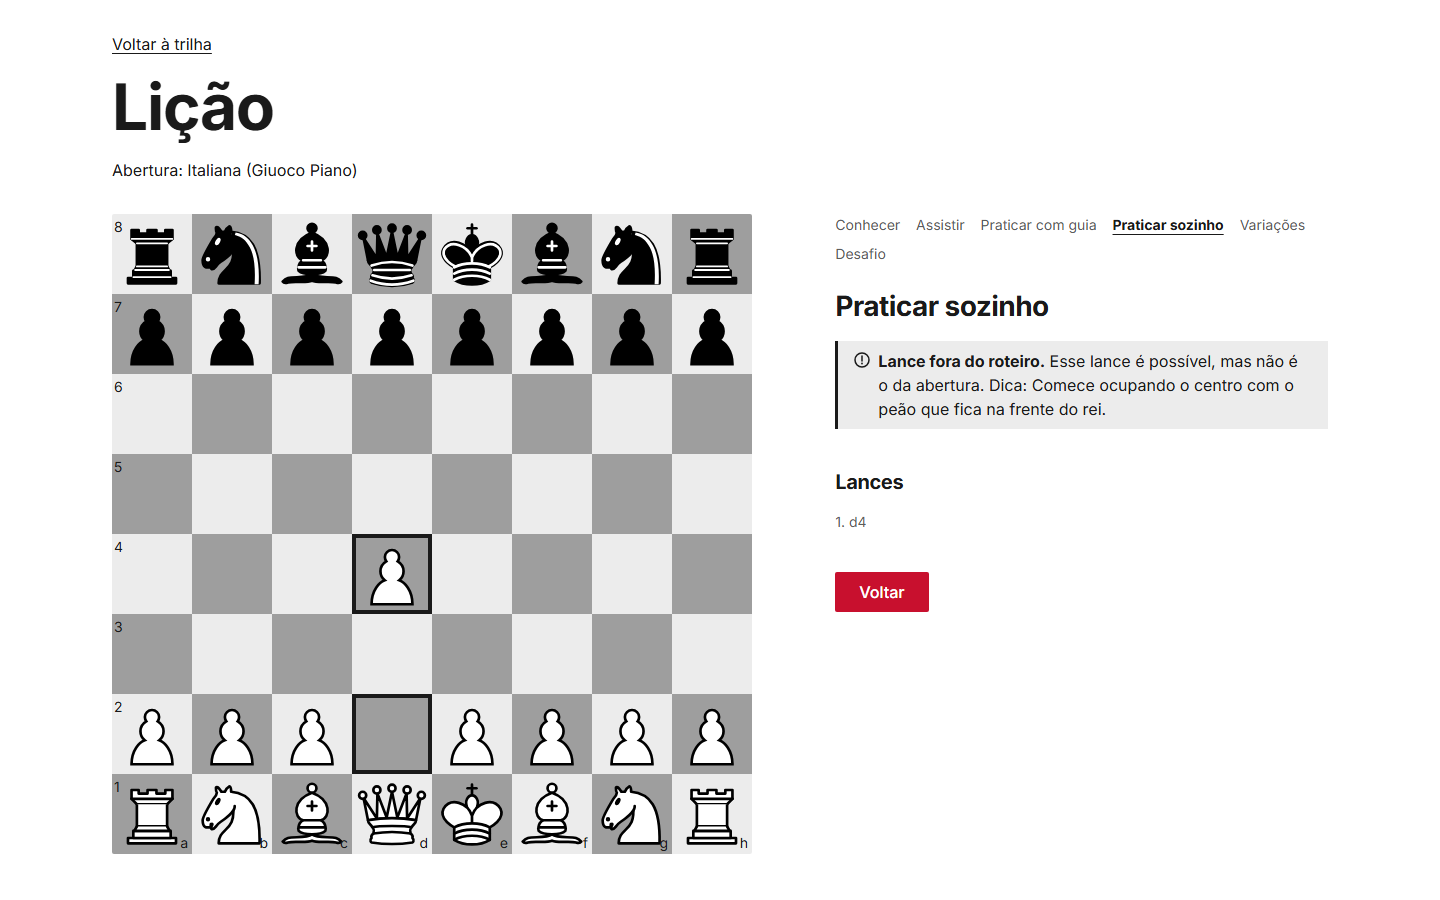 Voltar à trilha
Lição
Abertura: Italiana (Giuoco Piano)
8
7
6
5
4
3
2
1
a b c d e f g h
Conhecer Assistir Praticar com guia Praticar sozinho Variações
Desafio
Praticar sozinho
Lance fora do roteiro. Esse lance é possível, mas não é
o da abertura. Dica: Comece ocupando o centro com o
peão que fica na frente do rei.
Lances
1. d4
Voltar